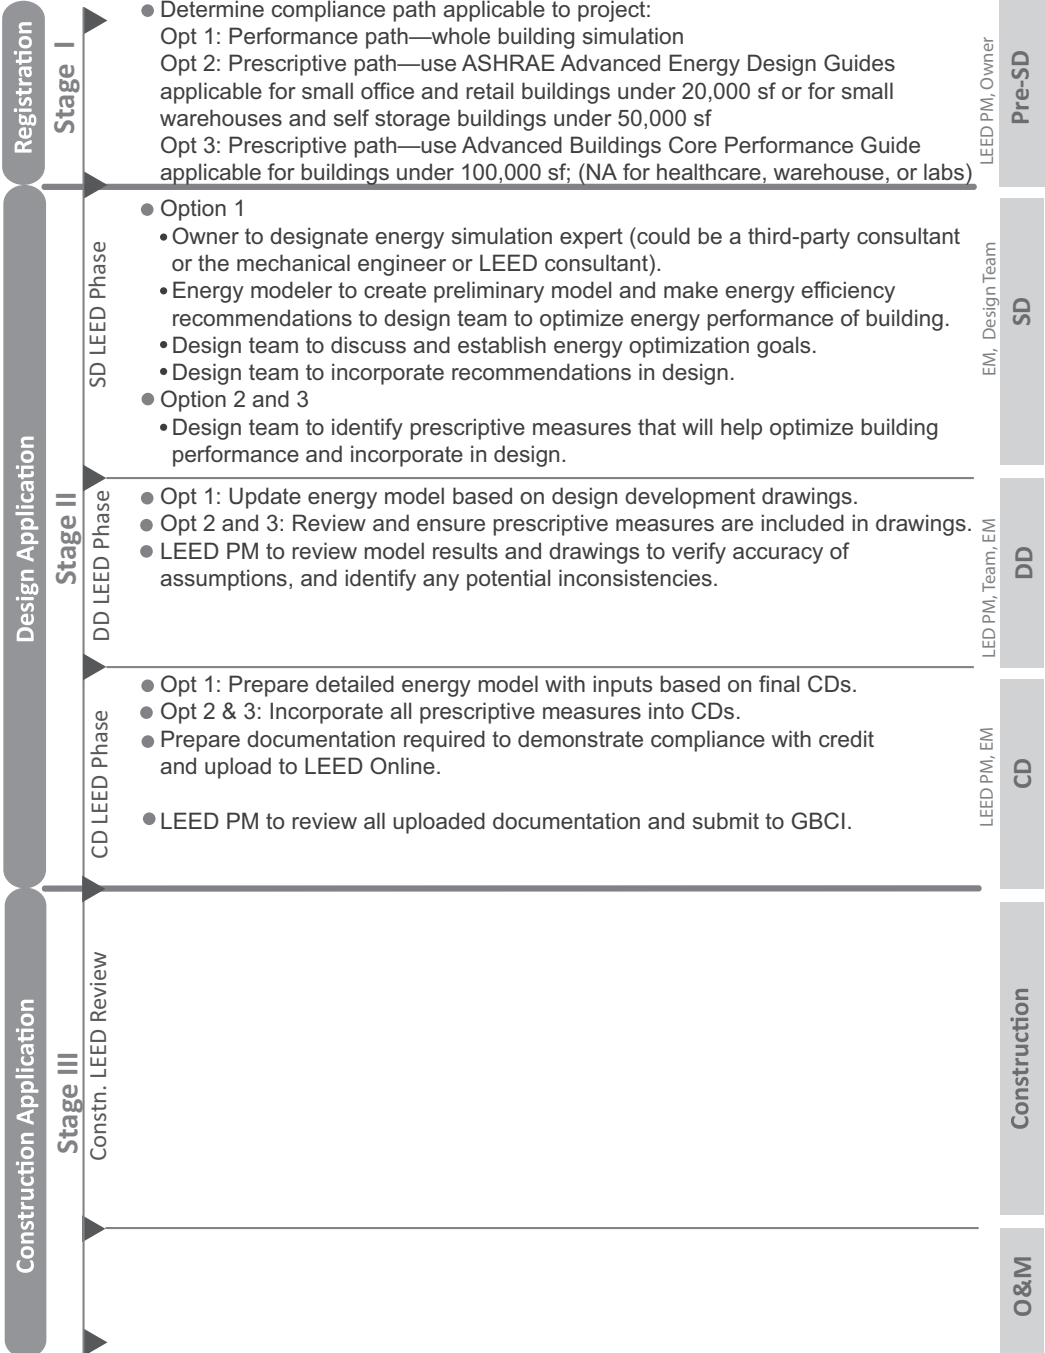 Registration
Stage I
Determine compliance path applicable to project:
Opt 1: Performance path—whole building simulation
Opt 2: Prescriptive path—use ASHRAE Advanced Energy Design Guides
applicable for small office and retail buildings under 20,000 sf or for small
warehouses and self storage buildings under 50,000 sf
Opt 3: Prescriptive path—use Advanced Buildings Core Performance Guide
applicable for buildings under 100,000 sf; (NA for healthcare, warehouse, or labs)
LEED PM, Owner
Pre-SD
Design Application
Stage II
SD LEED Phase
Option 1
Owner to designate energy simulation expert (could be a third-party consultant
or the mechanical engineer or LEED consultant).
Energy modeler to create preliminary model and make energy efficiency
recommendations to design team to optimize energy performance of building.
Design team to discuss and establish energy optimization goals.
Design team to incorporate recommendations in design.
Option 2 and 3
Design team to identify prescriptive measures that will help optimize building
performance and incorporate in design.
EM, Design Team
SD
DD LEED Phase
Opt 1: Update energy model based on design development drawings.
Opt 2 and 3: Review and ensure prescriptive measures are included in drawings.
LEED PM to review model results and drawings to verify accuracy of
assumptions, and identify any potential inconsistencies.
LED PM, Team, EM
DD
CD LEED Phase
Opt 1: Prepare detailed energy model with inputs based on final CDs.
Opt 2 & 3: Incorporate all prescriptive measures into CDs.
Prepare documentation required to demonstrate compliance with credit
and upload to LEED Online.
LEED PM to review all uploaded documentation and submit to GBCI.
LEED PM, EM
CD
Construction Application
Stage III
Constn. LEED Review
Construction
O&M